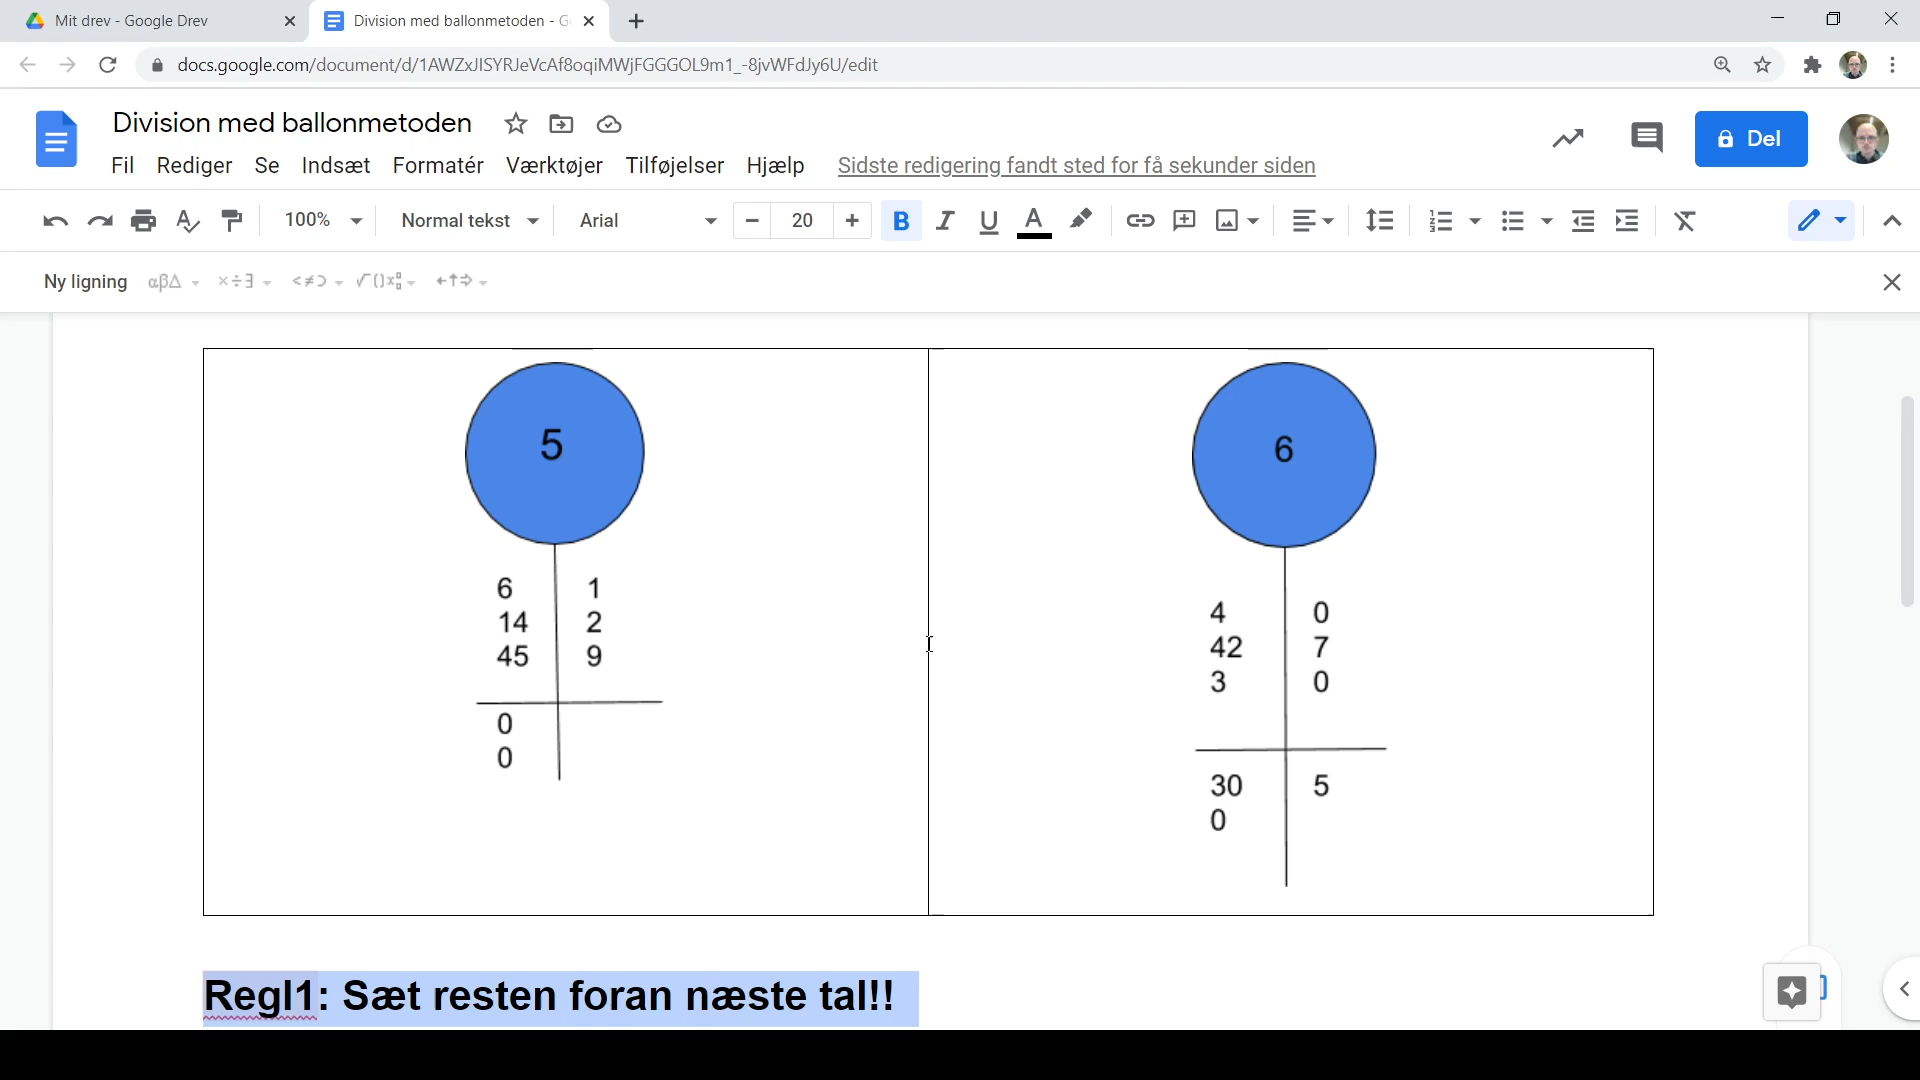 Mit drev - Google Drev
Division med ballonmetoden - G
docs.google.com/document/d/1AWZxJISYRJeVcAf8oqiMWjFGGGOL9m1_-8jvWFdJy6U/edit
Division med ballonmetoden
Fil Rediger Se Indsæt Formatér Værktøjer Tilføjelser Hjælp Sidste redigering fandt sted for få sekunder siden
Del
100% Normal tekst Arial 20 B I U A
Ny ligning αβΔ ×÷∃ <≠⊃ √()x ←↑⇨
5
6 1
14 2
45 9
0
0
6
4 0
42 7
3 0
30 5
0
Regl1: Sæt resten foran næste tal!!